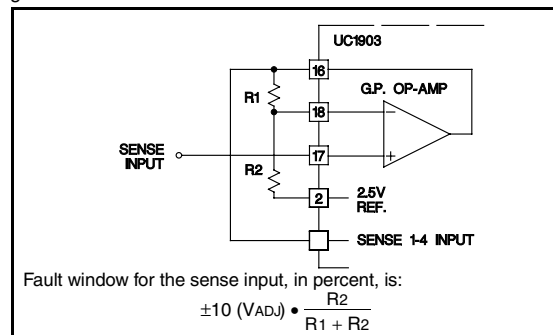 UC1903
16
G.P. OP-AMP
R1
18
−
SENSE
INPUT
17
+
R2
2
2.5V
REF.
SENSE 1-4 INPUT
Fault window for the sense input, in percent, is:
±10 (VADJ) • R2
R1 + R2